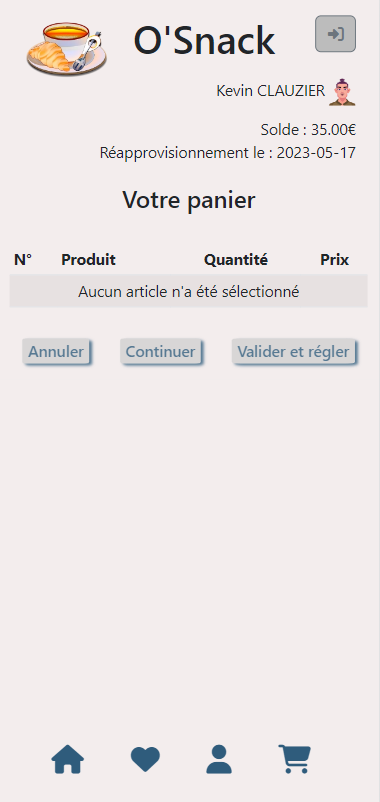 O'Snack
Kevin CLAUZIER
Solde : 35.00€
Réapprovisionnement le : 2023-05-17
Votre panier
N° Produit Quantité Prix
Aucun article n'a été sélectionné
Annuler Continuer Valider et régler